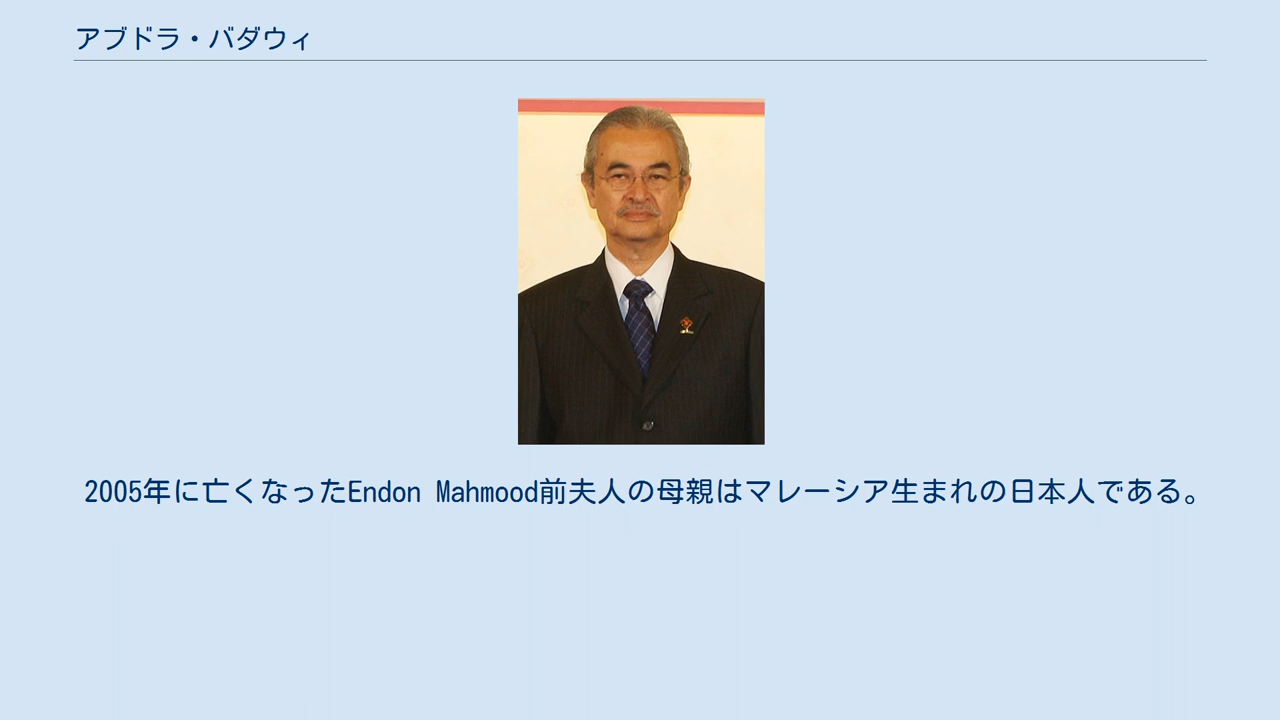 アブドラ・バダウィ
2005年に亡くなったEndon Mahmood前夫人の母親はマレーシア生まれの日本人である。